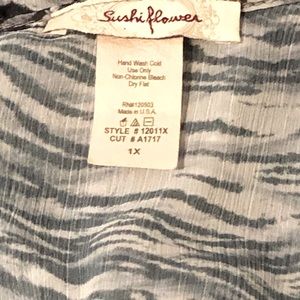 Sushi flower
Hand Wash Cold
Use Only
Non-Chlorine Bleach
Dry Flat
Rn#120503
Made in U.S.A.
STYLE # 12011X
CUT # A1717
1X